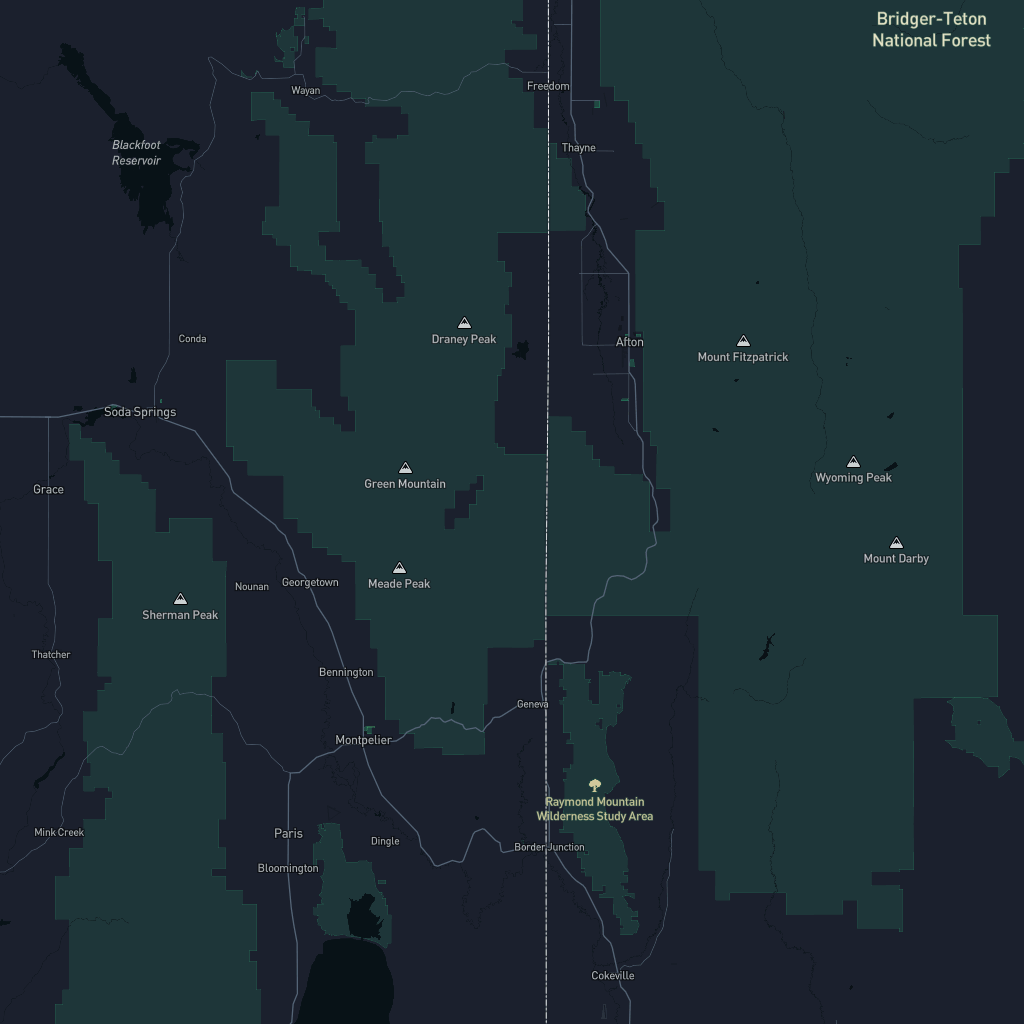 Bridger-Teton
National Forest
Freedom
Wayan
Thayne
Blackfoot
Reservoir
Draney Peak
Conda
Afton
Mount Fitzpatrick
Soda Springs
Green Mountain
Wyoming Peak
Grace
Mount Darby
Georgetown
Nounan
Meade Peak
Sherman Peak
Thatcher
Bennington
Geneva
Montpelier
Raymond Mountain
Wilderness Study Area
Mink Creek
Paris
Dingle
Border Junction
Bloomington
Cokeville